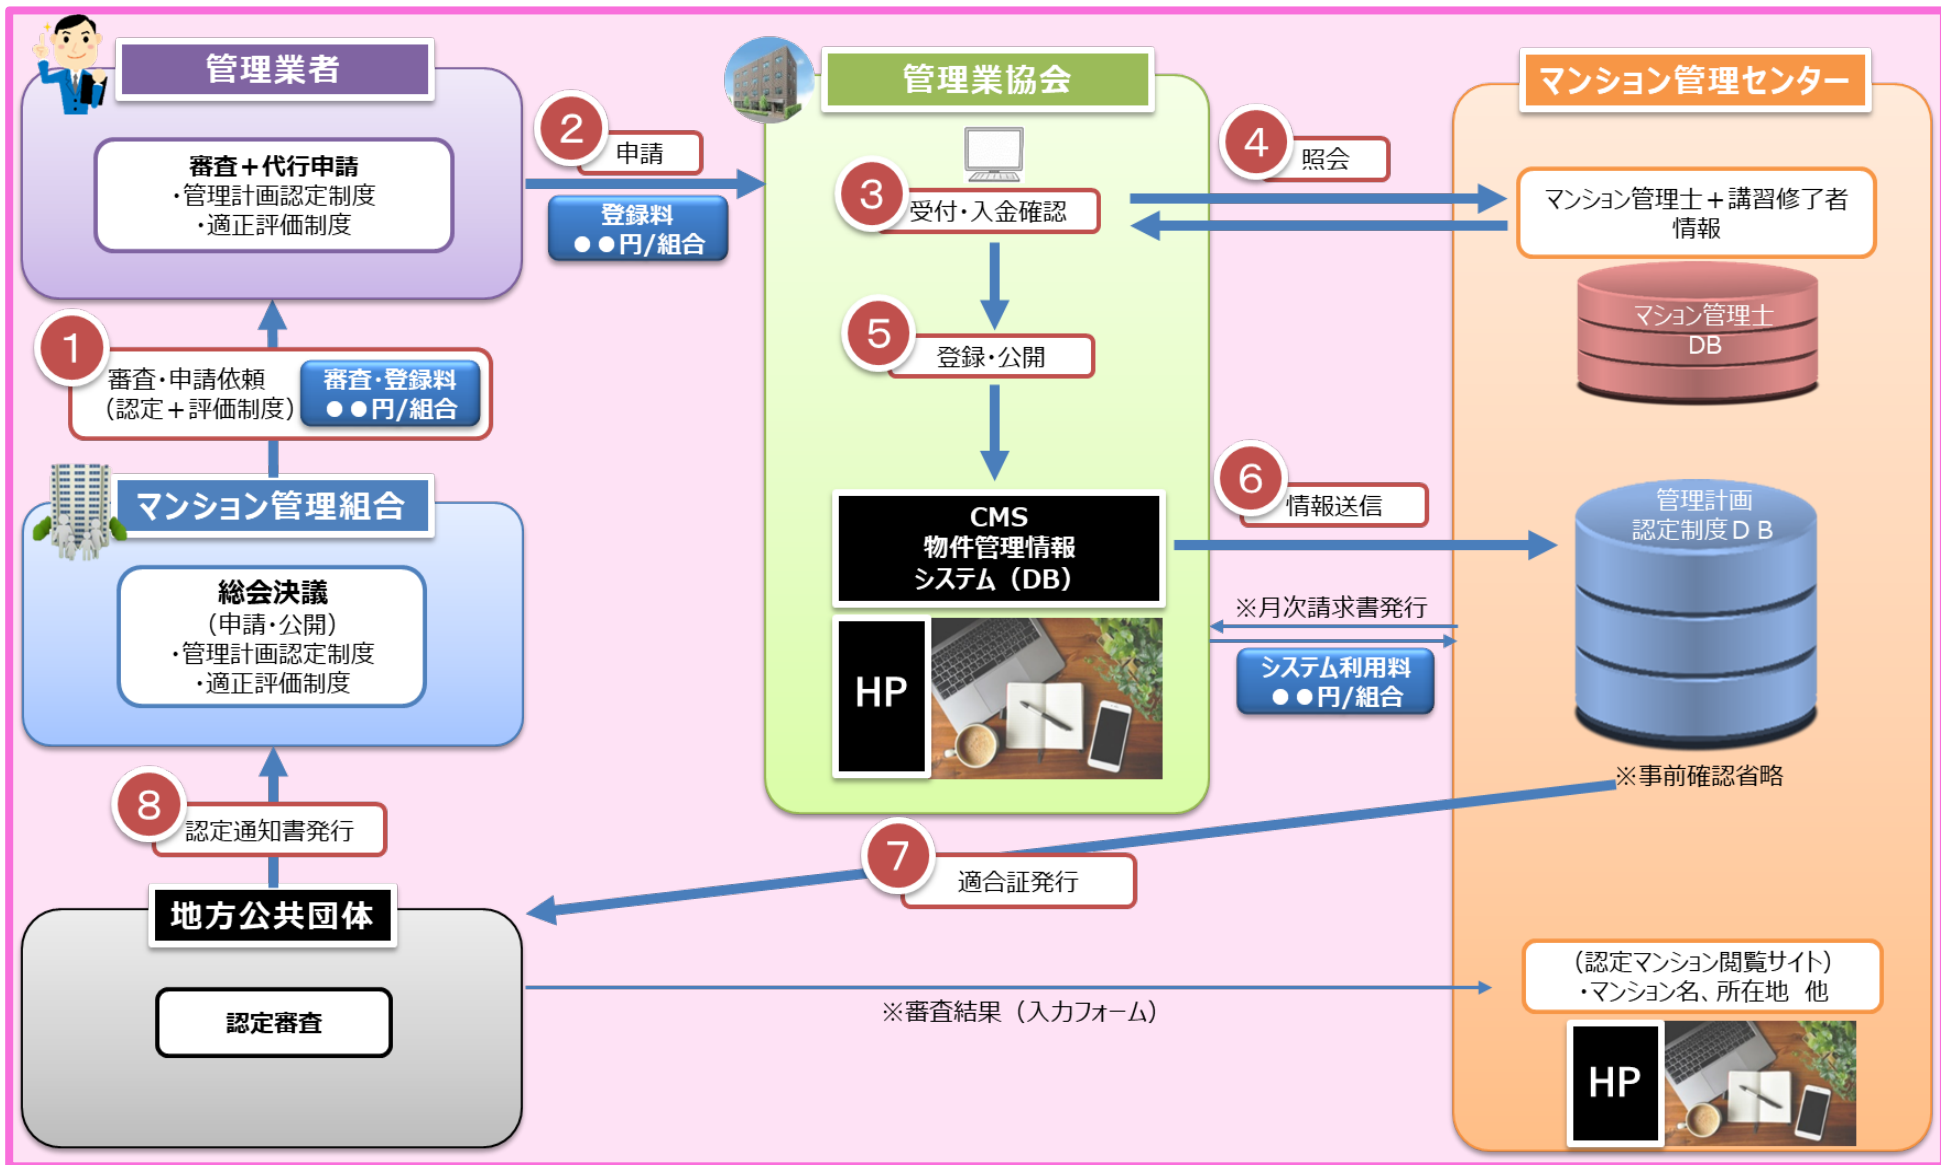 管理業者
審査＋代行申請
・管理計画認定制度
・適正評価制度
2
申請
登録料
●●円/組合
1
審査・申請依頼
（認定＋評価制度）
審査・登録料
●●円/組合
マンション管理組合
総会決議
（申請・公開）
・管理計画認定制度
・適正評価制度
8
認定通知書発行
地方公共団体
認定審査
管理業協会
3
受付・入金確認
4
照会
5
登録・公開
CMS
物件管理情報
システム（DB）
HP
6
情報送信
※月次請求書発行
システム利用料
●●円/組合
7
適合証発行
※審査結果（入力フォーム）
マンション管理センター
マンション管理士＋講習修了者
情報
マション管理士
DB
管理計画
認定制度ＤＢ
※事前確認省略
（認定マンション閲覧サイト）
・マンション名、所在地　他
HP